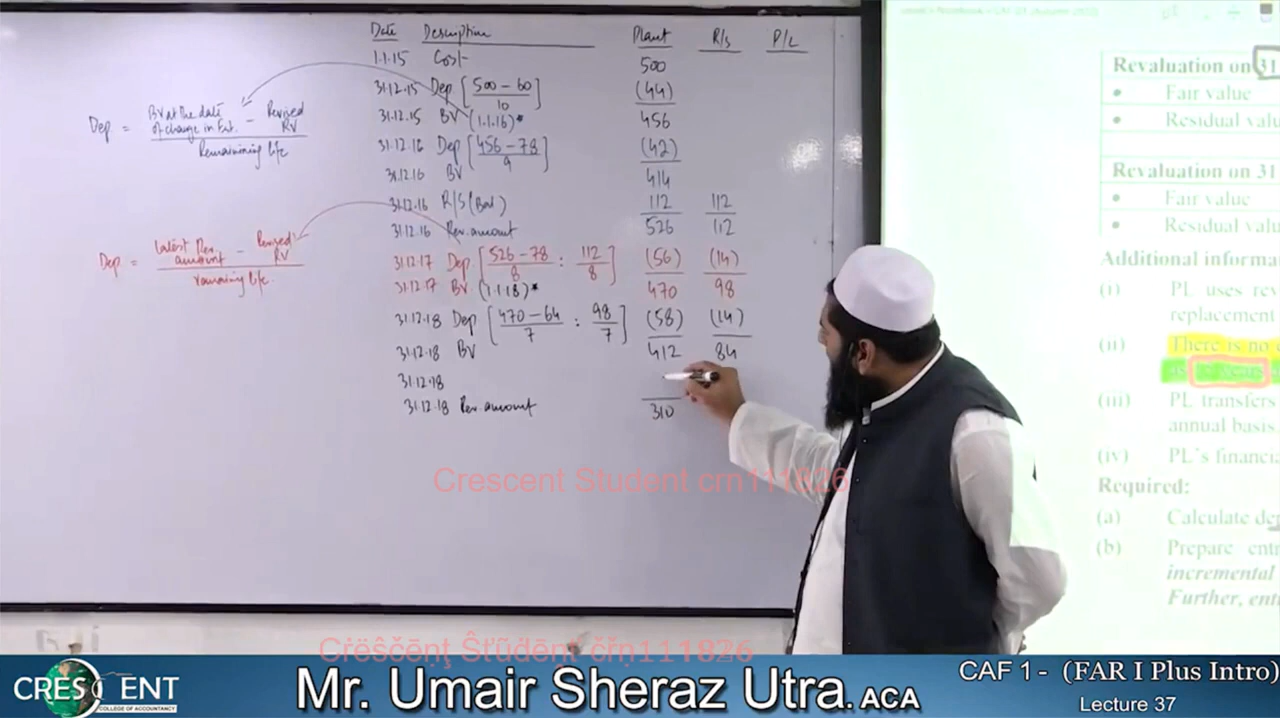 Date Description Plant R/S P/L
1.1.15 Cost 500
31.12.15 Dep [500-60/10] (44)
31.12.15 BV (1.1.16)* 456
31.12.16 Dep [456-78/9] (42)
31.12.16 BV 414
31.12.16 R/S (Bal) 112 112
31.12.16 Rev. amount 526 112
31.12.17 Dep [526-78/8 : 112/8] (56) (14)
31.12.17 BV (1.1.18)* 470 98
31.12.18 Dep [470-64/7 : 98/7] (58) (14)
31.12.18 BV 412 84
31.12.18
31.12.18 Rev. amount 310
Dep = BV at the date of change in Est. - Revised RV
Remaining life
Dep = Latest Rev. amount - Revised RV
remaining life
Revaluation on 31
• Fair value
• Residual valu
Revaluation on 31
• Fair value
• Residual valu
Additional informa
(i) PL uses rev
replacement
(ii) There is no
as years
(iii) PL transfers
annual basis
(iv) PL's financia
Required:
(a) Calculate de
(b) Prepare entr
incremental
Further, ent
Crescent Student crn111826
Crëščēņţ Šťũďēnť čřņ111826
CRESCENT
COLLEGE OF ACCOUNTANCY
Mr. Umair Sheraz Utra. ACA
CAF 1 - (FAR I Plus Intro)
Lecture 37